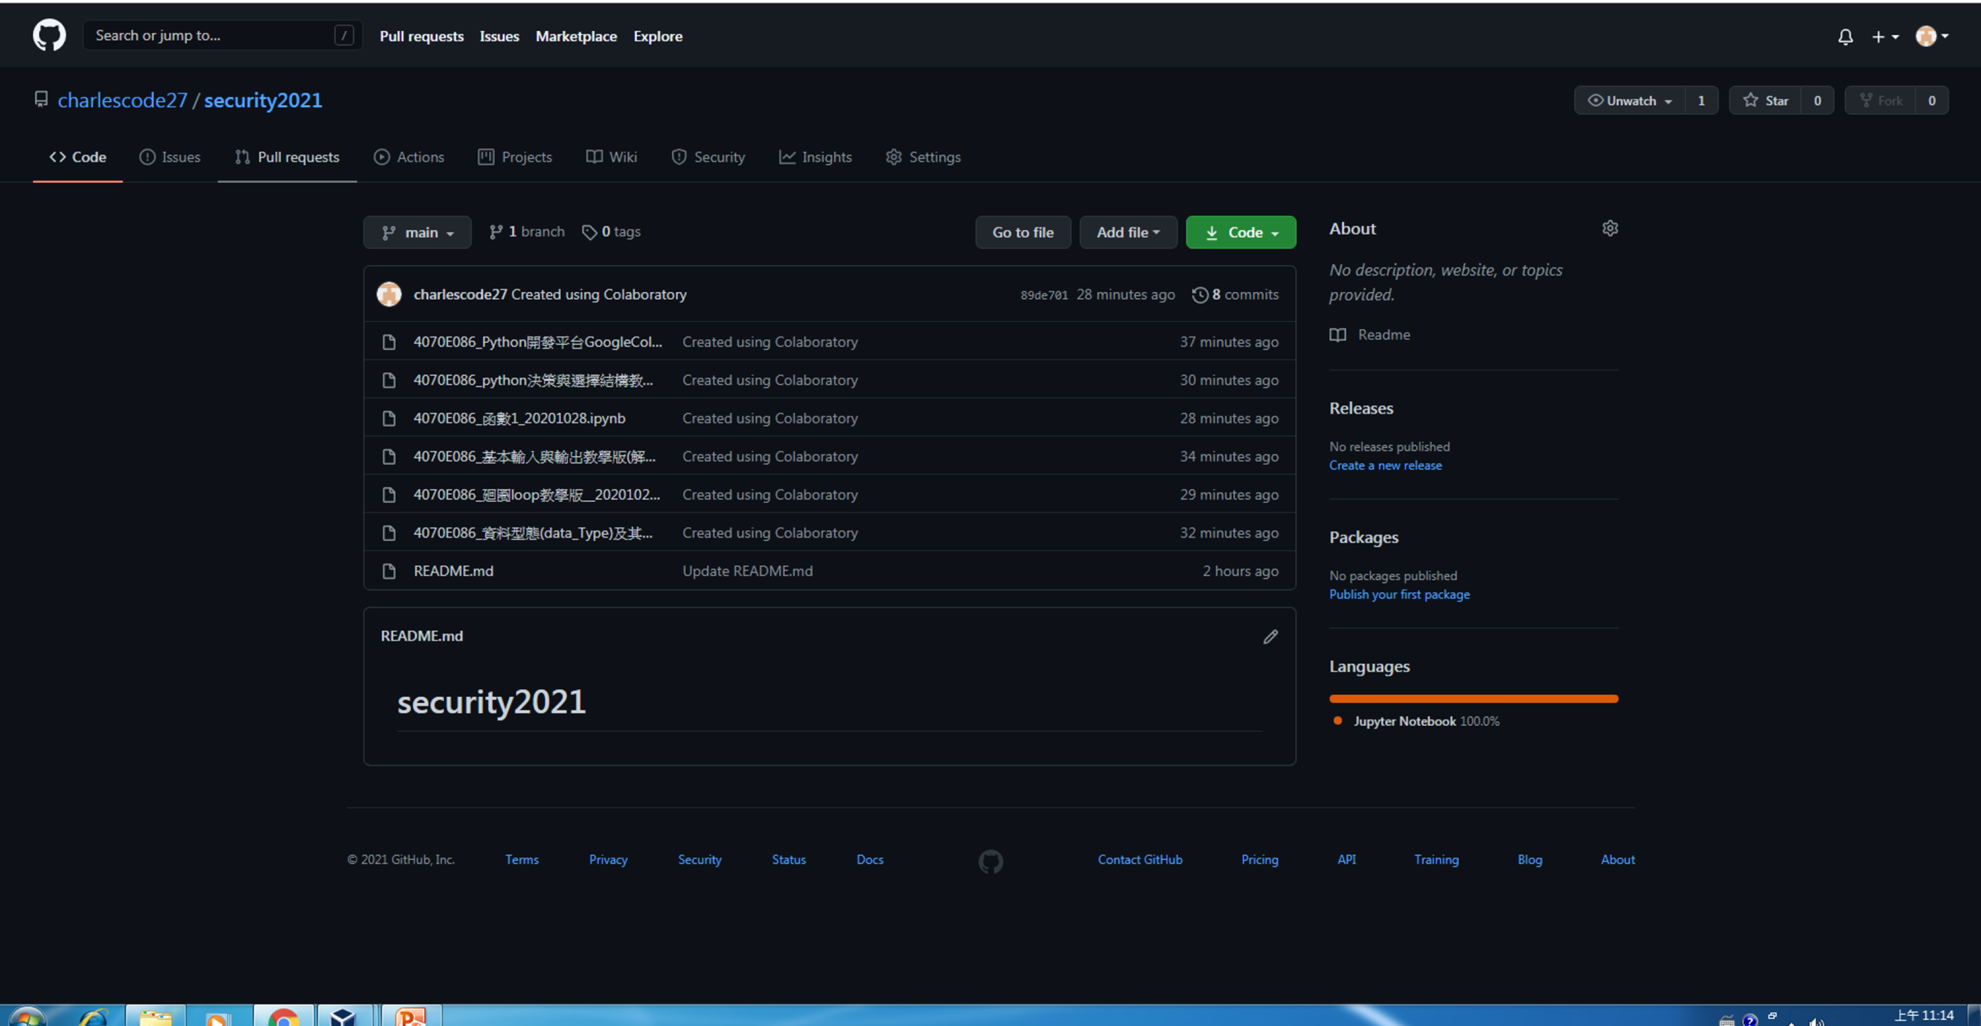 Search or jump to... /
Pull requests Issues Marketplace Explore
charlescode27 / security2021
Unwatch 1 Star 0 Fork 0
Code Issues Pull requests Actions Projects Wiki Security Insights Settings
main 1 branch 0 tags Go to file Add file Code
charlescode27 Created using Colaboratory 89de701 28 minutes ago 8 commits
4070E086_Python開發平台GoogleCol... Created using Colaboratory 37 minutes ago
4070E086_python決策與選擇結構教... Created using Colaboratory 30 minutes ago
4070E086_函數1_20201028.ipynb Created using Colaboratory 28 minutes ago
4070E086_基本輸入與輸出教學版(解... Created using Colaboratory 34 minutes ago
4070E086_迴圈loop教學版__2020102... Created using Colaboratory 29 minutes ago
4070E086_資料型態(data_Type)及其... Created using Colaboratory 32 minutes ago
README.md Update README.md 2 hours ago
README.md
security2021
About
No description, website, or topics
provided.
Readme
Releases
No releases published
Create a new release
Packages
No packages published
Publish your first package
Languages
Jupyter Notebook 100.0%
© 2021 GitHub, Inc. Terms Privacy Security Status Docs Contact GitHub Pricing API Training Blog About
上午 11:14